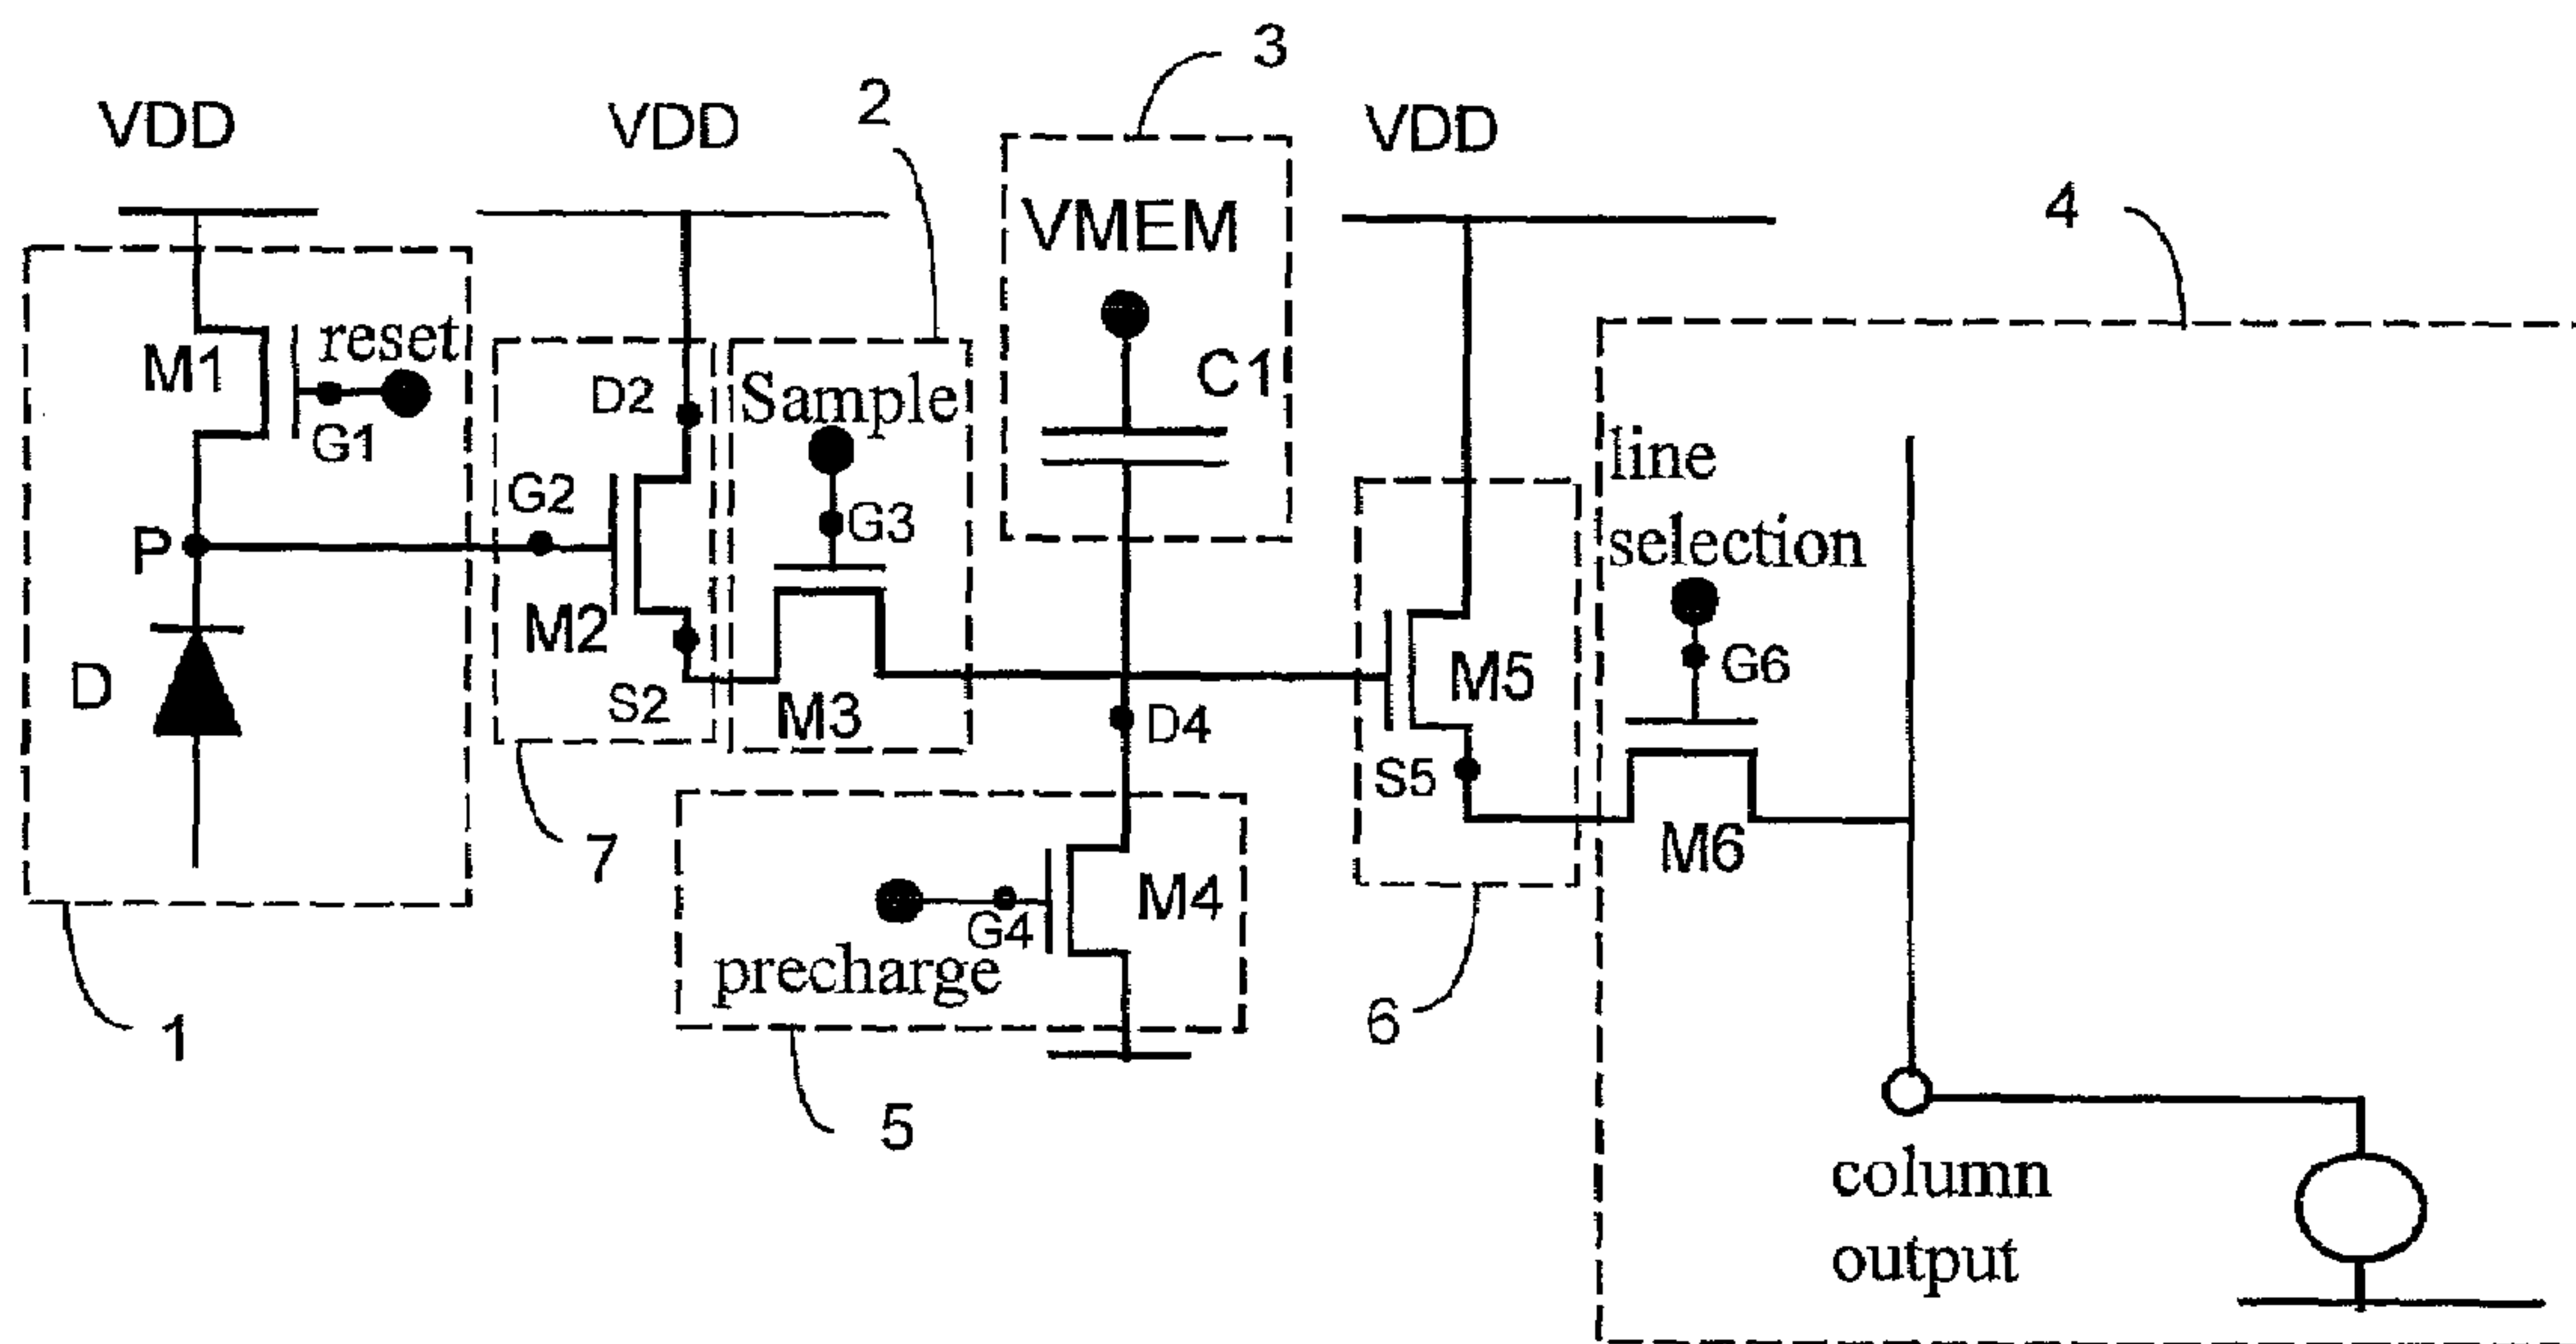 3
2
VDD
VDD
VDD
4
VMEM
reset
M1
G1
D2
Sample
C1
G2
G3
line
selection
P
M2
D
S2
M3
D4
M5
G6
S5
M6
7
M4
G4
precharge
1
6
5
column
output